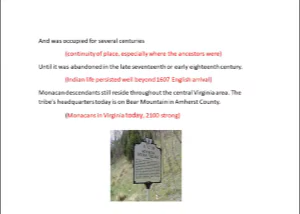 And was occupied for several centuries
(continuity of place, especially where the ancestors were)
Until it was abandoned in the late seventeenth or early eighteenth century.
(Indian life persisted well beyond 1607 English arrival)
Monacan descendants still reside throughout the central Virginia area. The
tribe's headquarters today is on Bear Mountain in Amherst County.
(Monacans in Virginia today, 2100 strong)